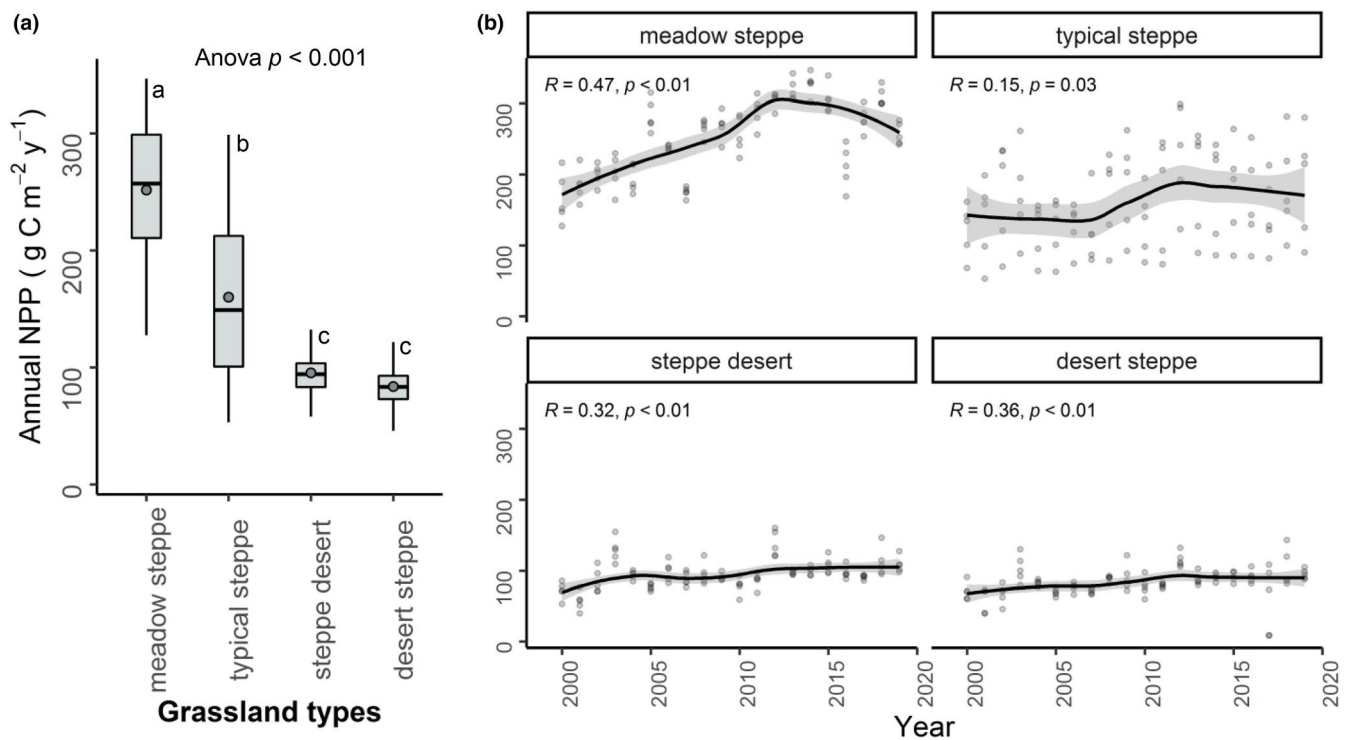 (a)
Anova p < 0.001
a
b
c
c
Annual NPP ( g C m−2 y−1)
0
100
200
300
meadow steppe
typical steppe
steppe desert
desert steppe
Grassland types
(b)
meadow steppe
R = 0.47, p < 0.01
0
100
200
300
typical steppe
R = 0.15, p = 0.03
steppe desert
R = 0.32, p < 0.01
0
100
200
300
desert steppe
R = 0.36, p < 0.01
2000
2005
2010
2015
2020
2000
2005
2010
2015
2020
Year